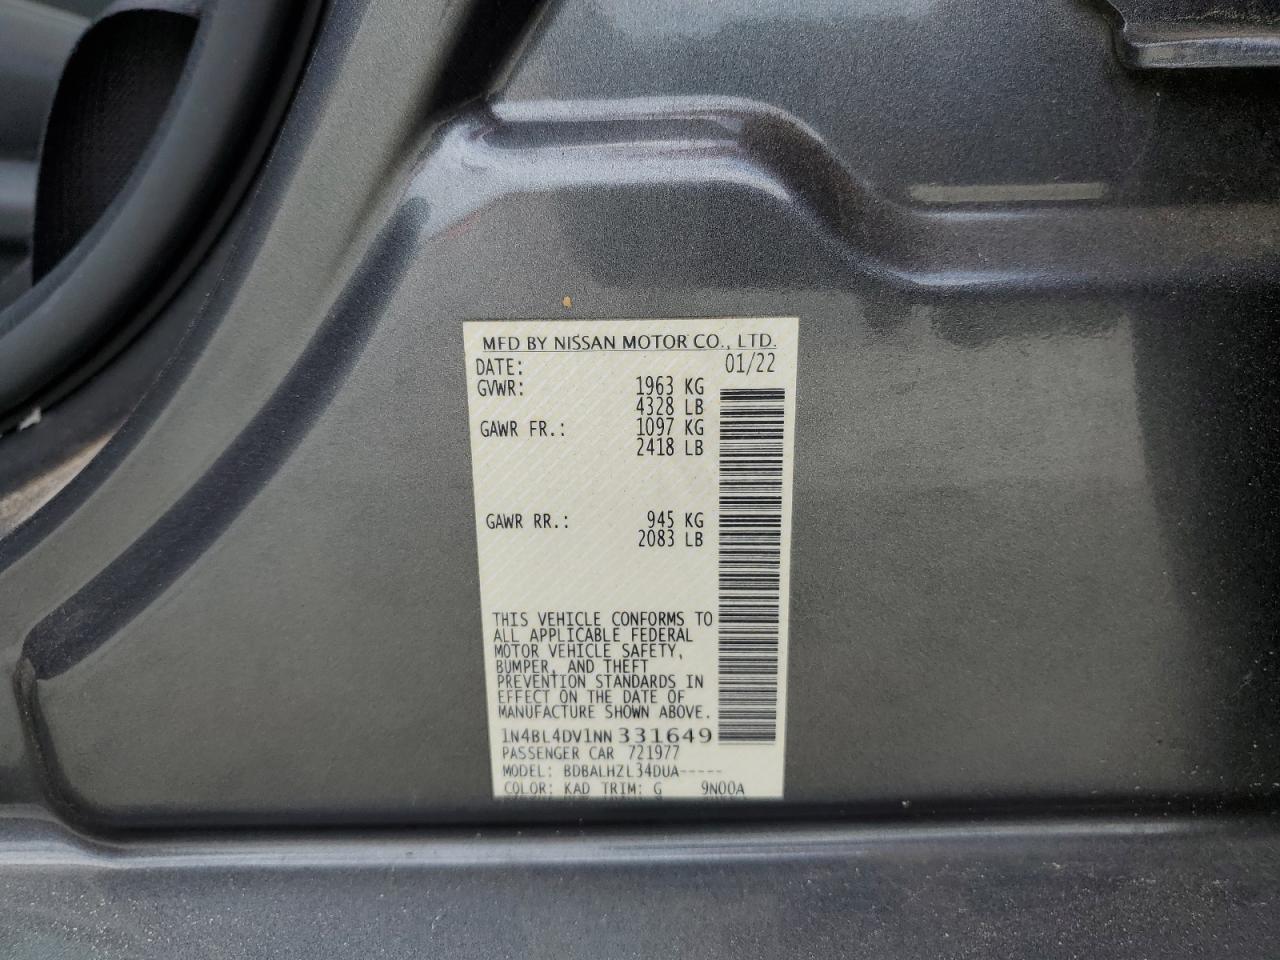 MFD BY NISSAN MOTOR CO., LTD.
DATE: 01/22
GVWR: 1963 KG
4328 LB
GAWR FR.: 1097 KG
2418 LB
GAWR RR.: 945 KG
2083 LB
THIS VEHICLE CONFORMS TO
ALL APPLICABLE FEDERAL
MOTOR VEHICLE SAFETY,
BUMPER, AND THEFT
PREVENTION STANDARDS IN
EFFECT ON THE DATE OF
MANUFACTURE SHOWN ABOVE.
1N4BL4DV1NN331649
PASSENGER CAR 721977
MODEL: BDBALHZL34DUA-----
COLOR: KAD TRIM: G 9N00A